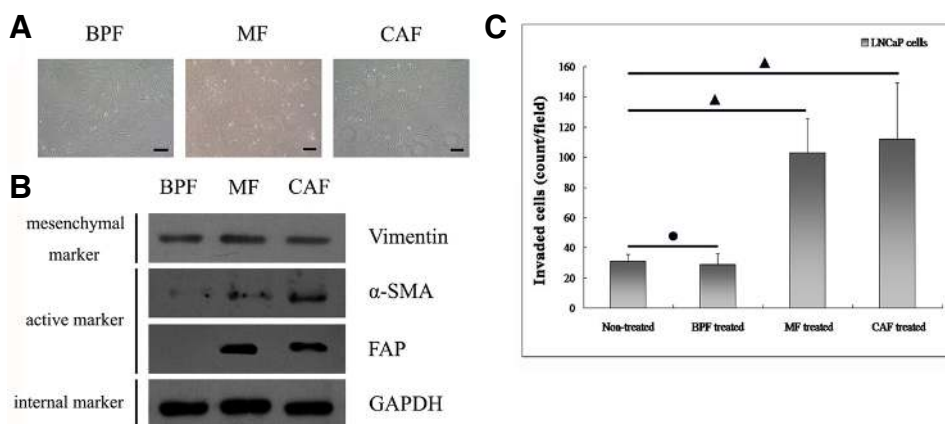 A
BPF MF CAF
B
BPF MF CAF
mesenchymal
marker
Vimentin
active marker
α-SMA
FAP
internal marker
GAPDH
C
LNCaP cells
Invaded cells (count/field)
160
140
120
100
80
60
40
20
0
Non-treated BPF treated MF treated CAF treated